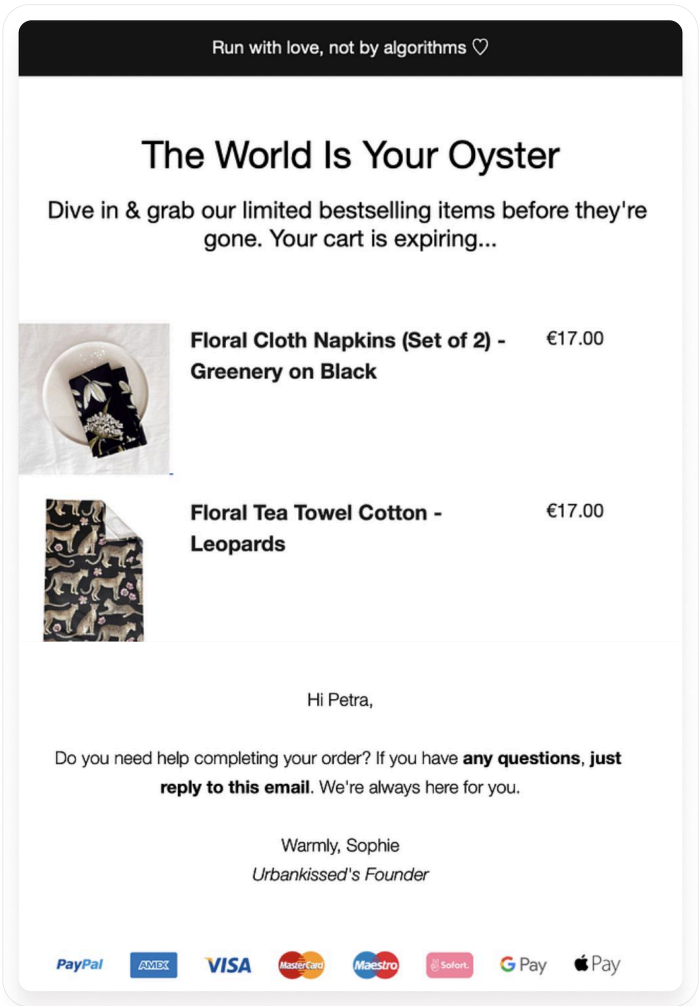 Run with love, not by algorithms ♡
The World Is Your Oyster
Dive in & grab our limited bestselling items before they're
gone. Your cart is expiring...
Floral Cloth Napkins (Set of 2) -
Greenery on Black
€17.00
Floral Tea Towel Cotton -
Leopards
€17.00
Hi Petra,
Do you need help completing your order? If you have any questions, just
reply to this email. We're always here for you.
Warmly, Sophie
Urbankissed's Founder
PayPal AMEX VISA MasterCard Maestro Sofort. G Pay Pay